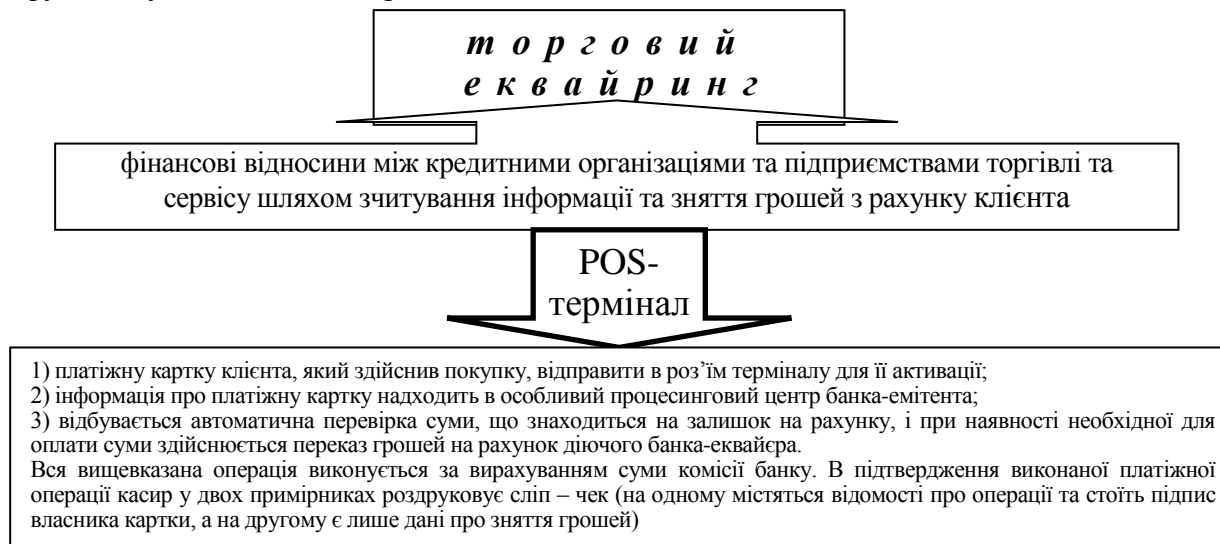 т о р г о в и й
е к в а й р и н г
фінансові відносини між кредитними організаціями та підприємствами торгівлі та
сервісу шляхом зчитування інформації та зняття грошей з рахунку клієнта
POS-
термінал
1) платіжну картку клієнта, який здійснив покупку, відправити в роз’їм терміналу для її активації;
2) інформація про платіжну картку надходить в особливий процесинговий центр банка-емітента;
3) відбувається автоматична перевірка суми, що знаходиться на залишок на рахунку, і при наявності необхідної для
оплати суми здійснюється переказ грошей на рахунок діючого банка-еквайєра.
Вся вищевказана операція виконується за вирахуванням суми комісії банку. В підтвердження виконаної платіжної
операції касир у двох примірниках роздруковує сліп – чек (на одному містяться відомості про операції та стоїть підпис
власника картки, а на другому є лише дані про зняття грошей)